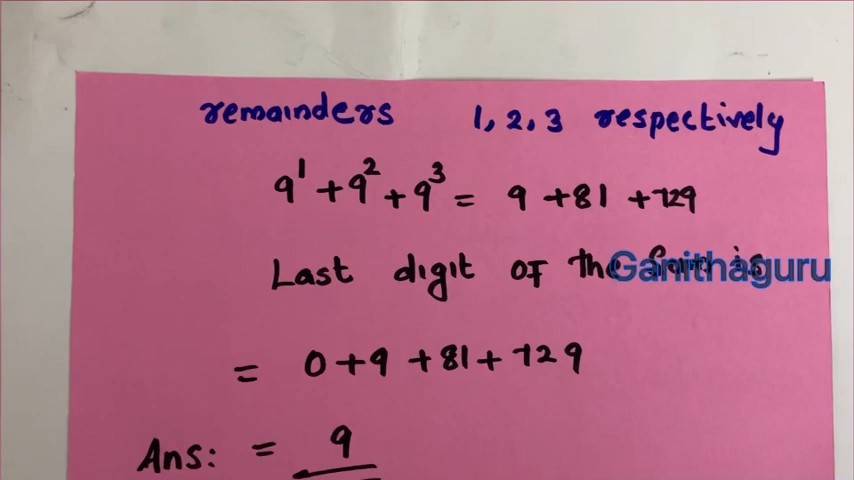 remainders 1, 2, 3 respectively
9¹ + 9² + 9³ = 9 + 81 + 729
Last digit of the is
Ganithaguru
= 0 + 9 + 81 + 729
Ans: = 9